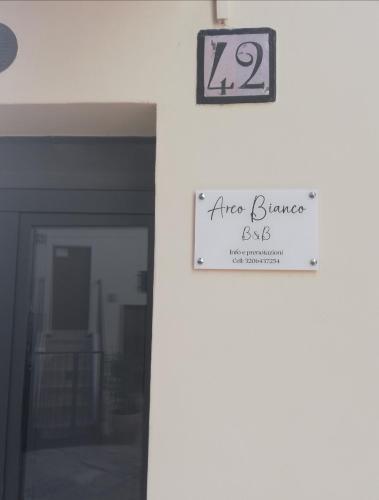 42
Arco Bianco
B&B
Info e prenotazioni
Cell: 3206437254